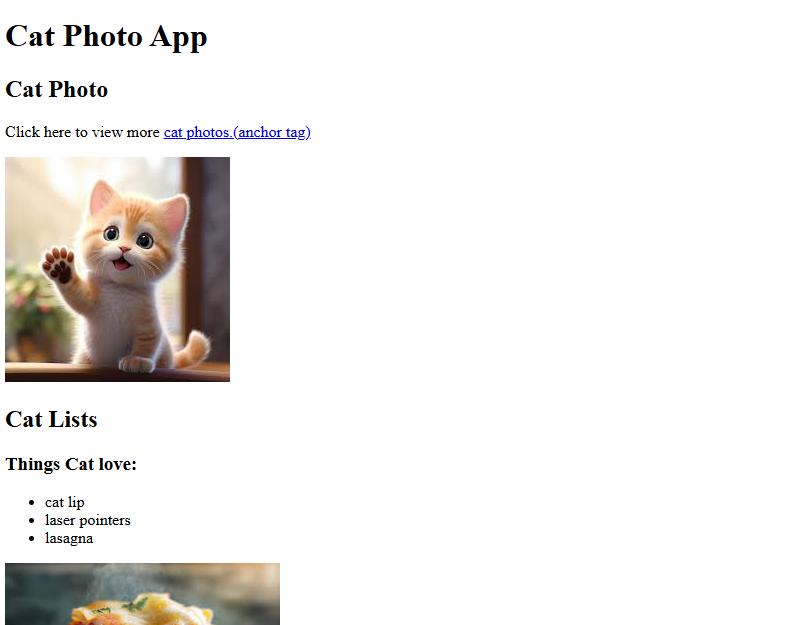 Cat Photo App
Cat Photo
Click here to view more cat photos.(anchor tag)
Cat Lists
Things Cat love:
cat lip
laser pointers
lasagna